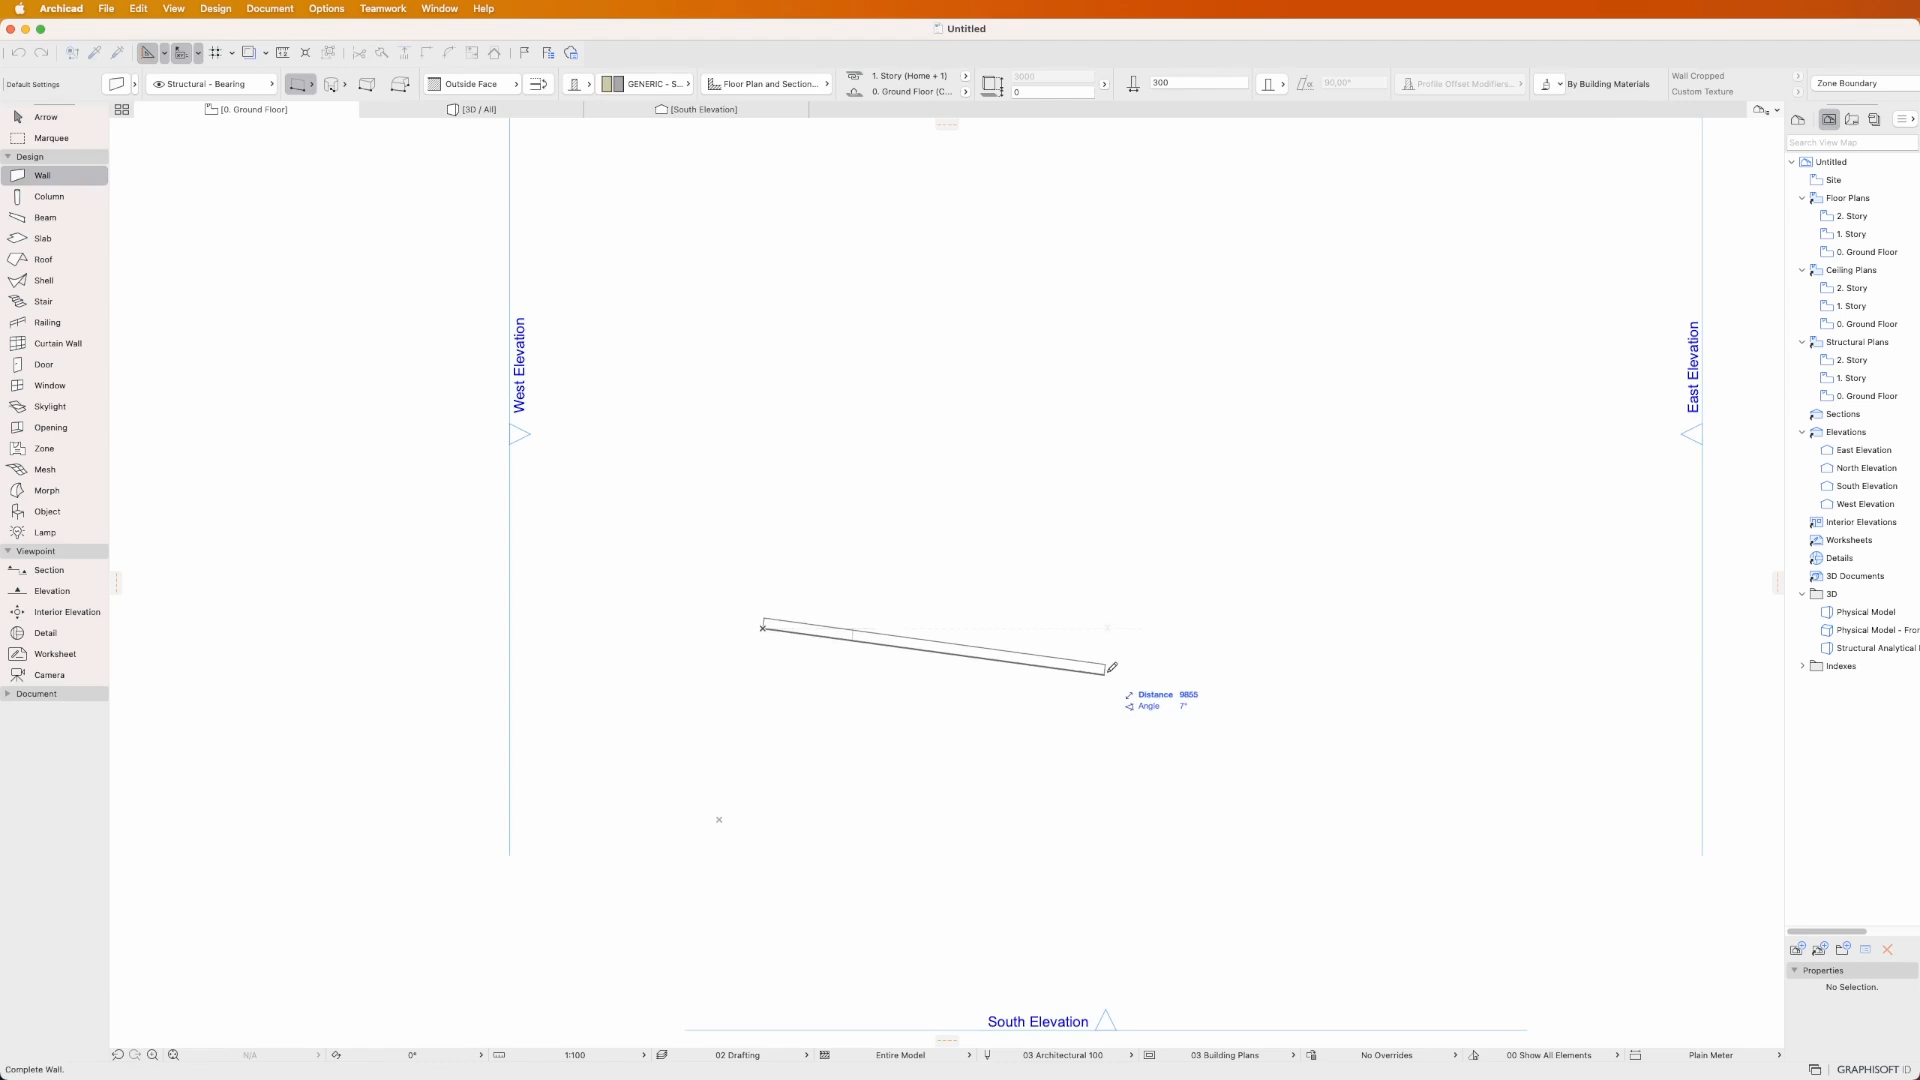 Archicad File Edit View Design Document Options Teamwork Window Help
Untitled
Default Settings
Structural - Bearing
Outside Face
GENERIC - S...
Floor Plan and Section...
1. Story (Home + 1)
0. Ground Floor (C...
3000
0
300
90,00°
Profile Offset Modifiers...
By Building Materials
Wall Cropped
Custom Texture
Zone Boundary
[0. Ground Floor]
[3D / All]
[South Elevation]
Arrow
Marquee
Design
Wall
Column
Beam
Slab
Roof
Shell
Stair
Railing
Curtain Wall
Door
Window
Skylight
Opening
Zone
Mesh
Morph
Object
Lamp
Viewpoint
Section
Elevation
Interior Elevation
Detail
Worksheet
Camera
Document
West Elevation
East Elevation
Distance 9855
Angle 7°
South Elevation
Search View Map
Untitled
Site
Floor Plans
2. Story
1. Story
0. Ground Floor
Ceiling Plans
2. Story
1. Story
0. Ground Floor
Structural Plans
2. Story
1. Story
0. Ground Floor
Sections
Elevations
East Elevation
North Elevation
South Elevation
West Elevation
Interior Elevations
Worksheets
Details
3D Documents
3D
Physical Model
Physical Model - Fron
Structural Analytical
Indexes
Properties
No Selection.
N/A
0°
1:100
02 Drafting
Entire Model
03 Architectural 100
03 Building Plans
No Overrides
00 Show All Elements
Plain Meter
Complete Wall.
GRAPHISOFT ID